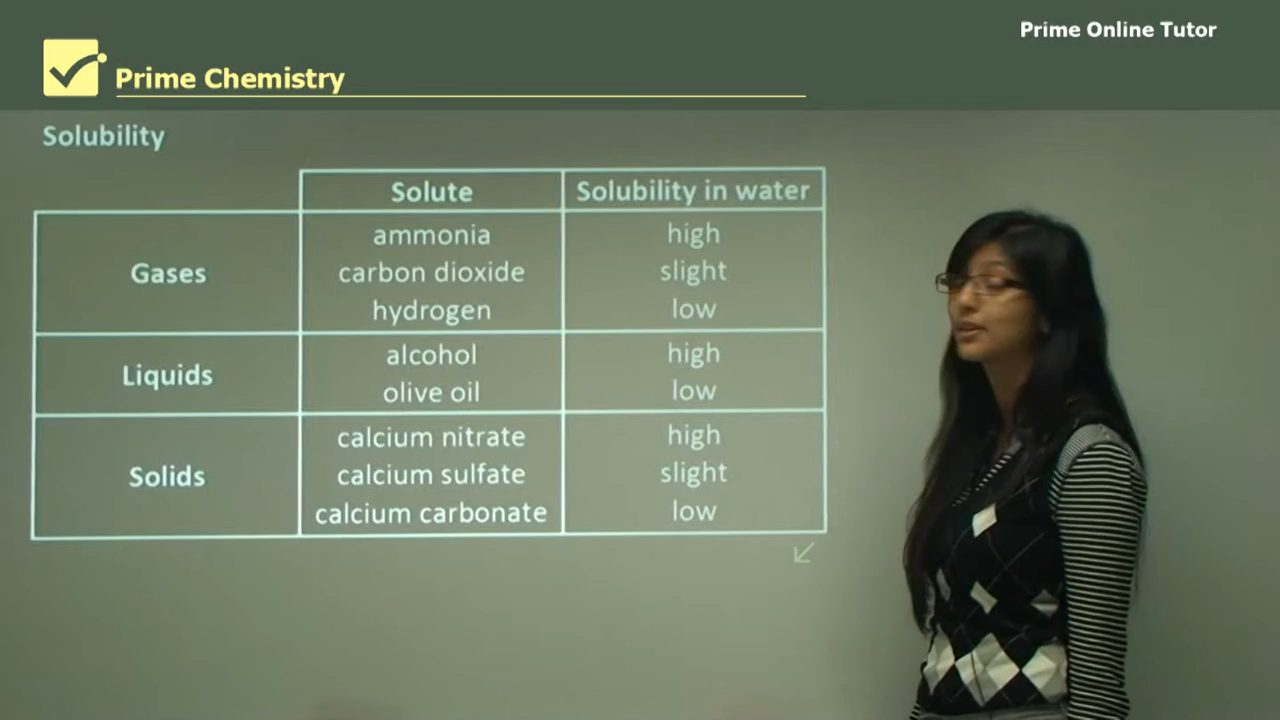 Prime Online Tutor
Prime Chemistry
Solubility
Solute Solubility in water
Gases
ammonia high
carbon dioxide slight
hydrogen low
Liquids
alcohol high
olive oil low
Solids
calcium nitrate high
calcium sulfate slight
calcium carbonate low